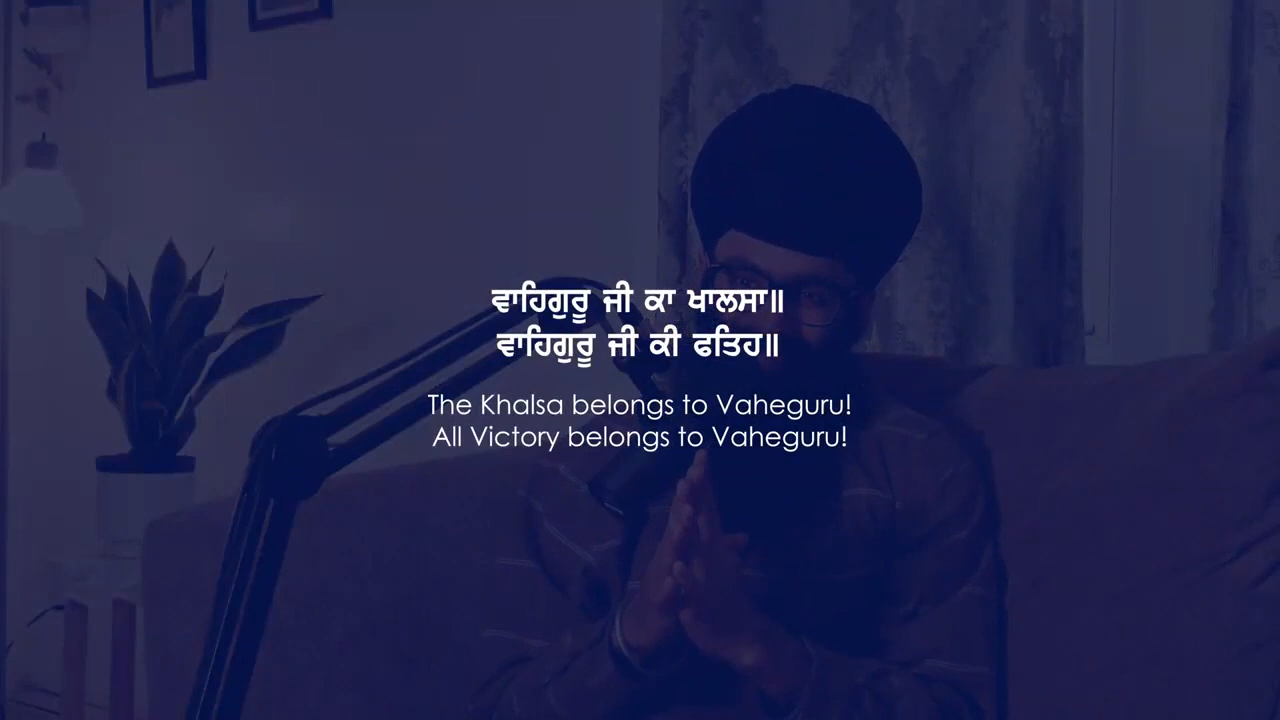 ਵਾਹਿਗੁਰੂ ਜੀ ਕਾ ਖਾਲਸਾ॥
ਵਾਹਿਗੁਰੂ ਜੀ ਕੀ ਫਤਿਹ॥
The Khalsa belongs to Vaheguru!
All Victory belongs to Vaheguru!